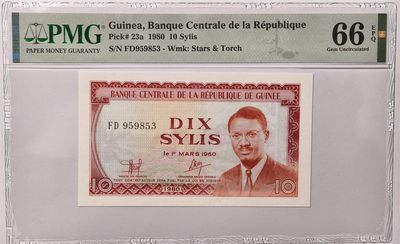 PMG
PAPER MONEY GUARANTY
Guinea, Banque Centrale de la République
Pick# 23a 1980 10 Sylis
S/N FD959853 - Wmk: Stars & Torch
66 EPQ
Gem Uncirculated
BANQUE CENTRALE DE LA RÉPUBLIQUE DE GUINÉE
FD 959853
DIX
SYLIS
le 1er MARS 1960
10
1980
10